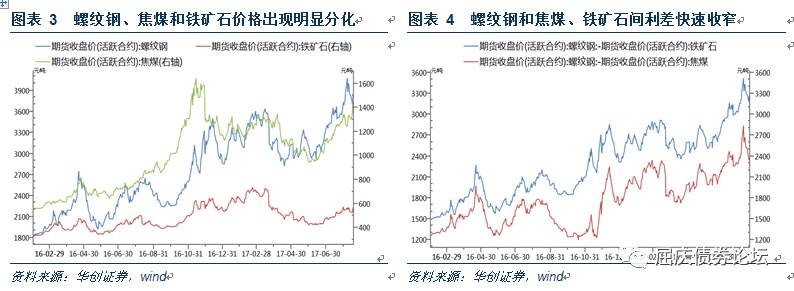 图表 3 螺纹钢、焦煤和铁矿石价格出现明显分化
期货收盘价(活跃合约):螺纹钢
期货收盘价(活跃合约):铁矿石(右轴)
期货收盘价(活跃合约):焦煤(右轴)
元/吨
元/吨
3900
3600
3300
3000
2700
2400
2100
1800
1600
1400
1200
1000
800
600
400
16-02-29 16-04-30 16-06-30 16-08-31 16-10-31 17-12-31 17-02-28 17-04-30 17-06-30
资料来源：华创证券，wind
图表 4 螺纹钢和焦煤、铁矿石间利差快速收窄
期货收盘价(活跃合约):螺纹钢:-期货收盘价(活跃合约):铁矿石
期货收盘价(活跃合约):螺纹钢:-期货收盘价(活跃合约):焦煤
元/吨
元/吨
3600
3300
3000
2700
2400
2100
1800
1500
1200
3600
3300
3000
2700
2400
2100
1800
1500
1200
16-02-29 16-04-30 16-06-30 16-08-31 16-10-31
资料来源：华创证券，wind
屈庆债券论坛